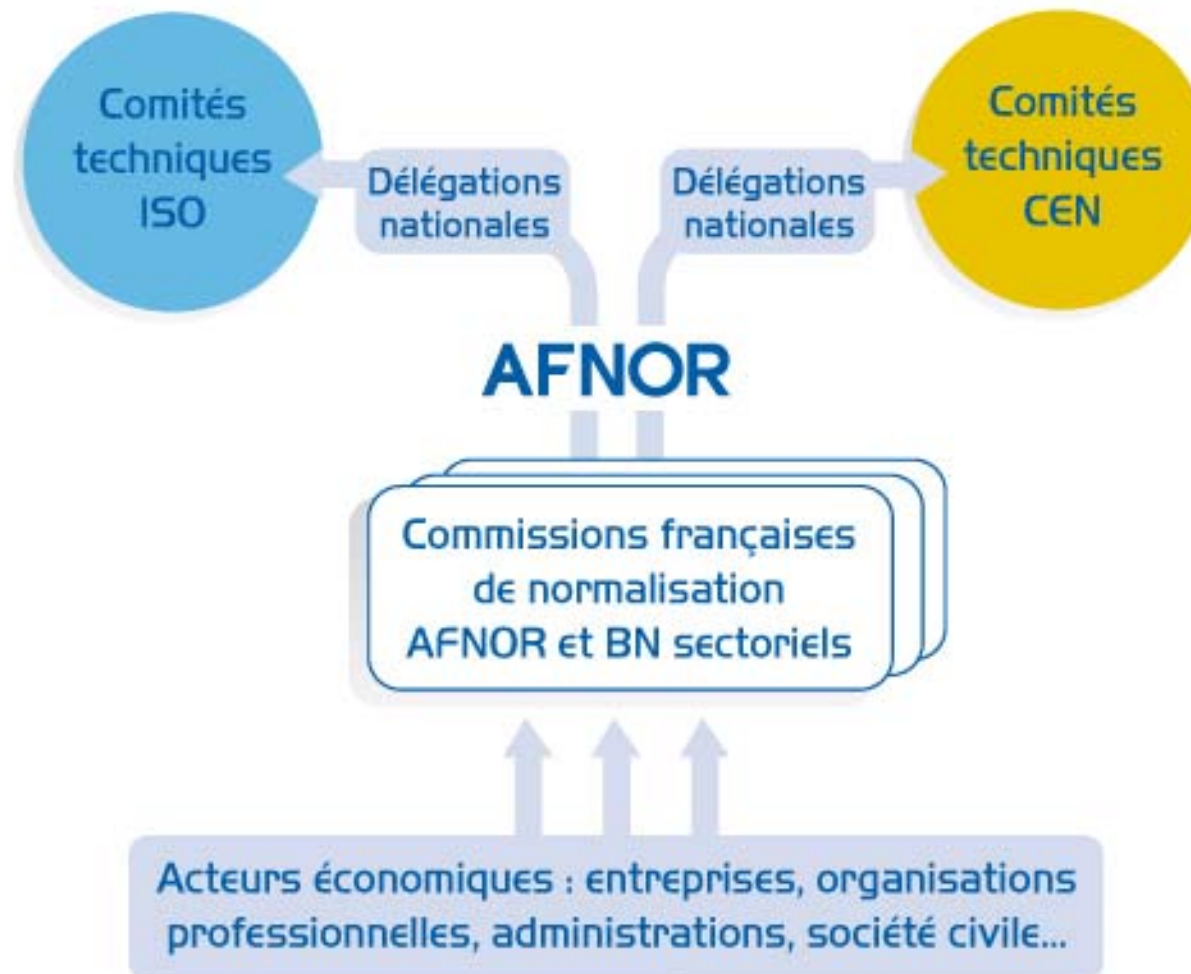 Comités
techniques
ISO
Délégations
nationales
Délégations
nationales
Comités
techniques
CEN
AFNOR
Commissions françaises
de normalisation
AFNOR et BN sectoriels
Acteurs économiques : entreprises, organisations
professionnelles, administrations, société civile...